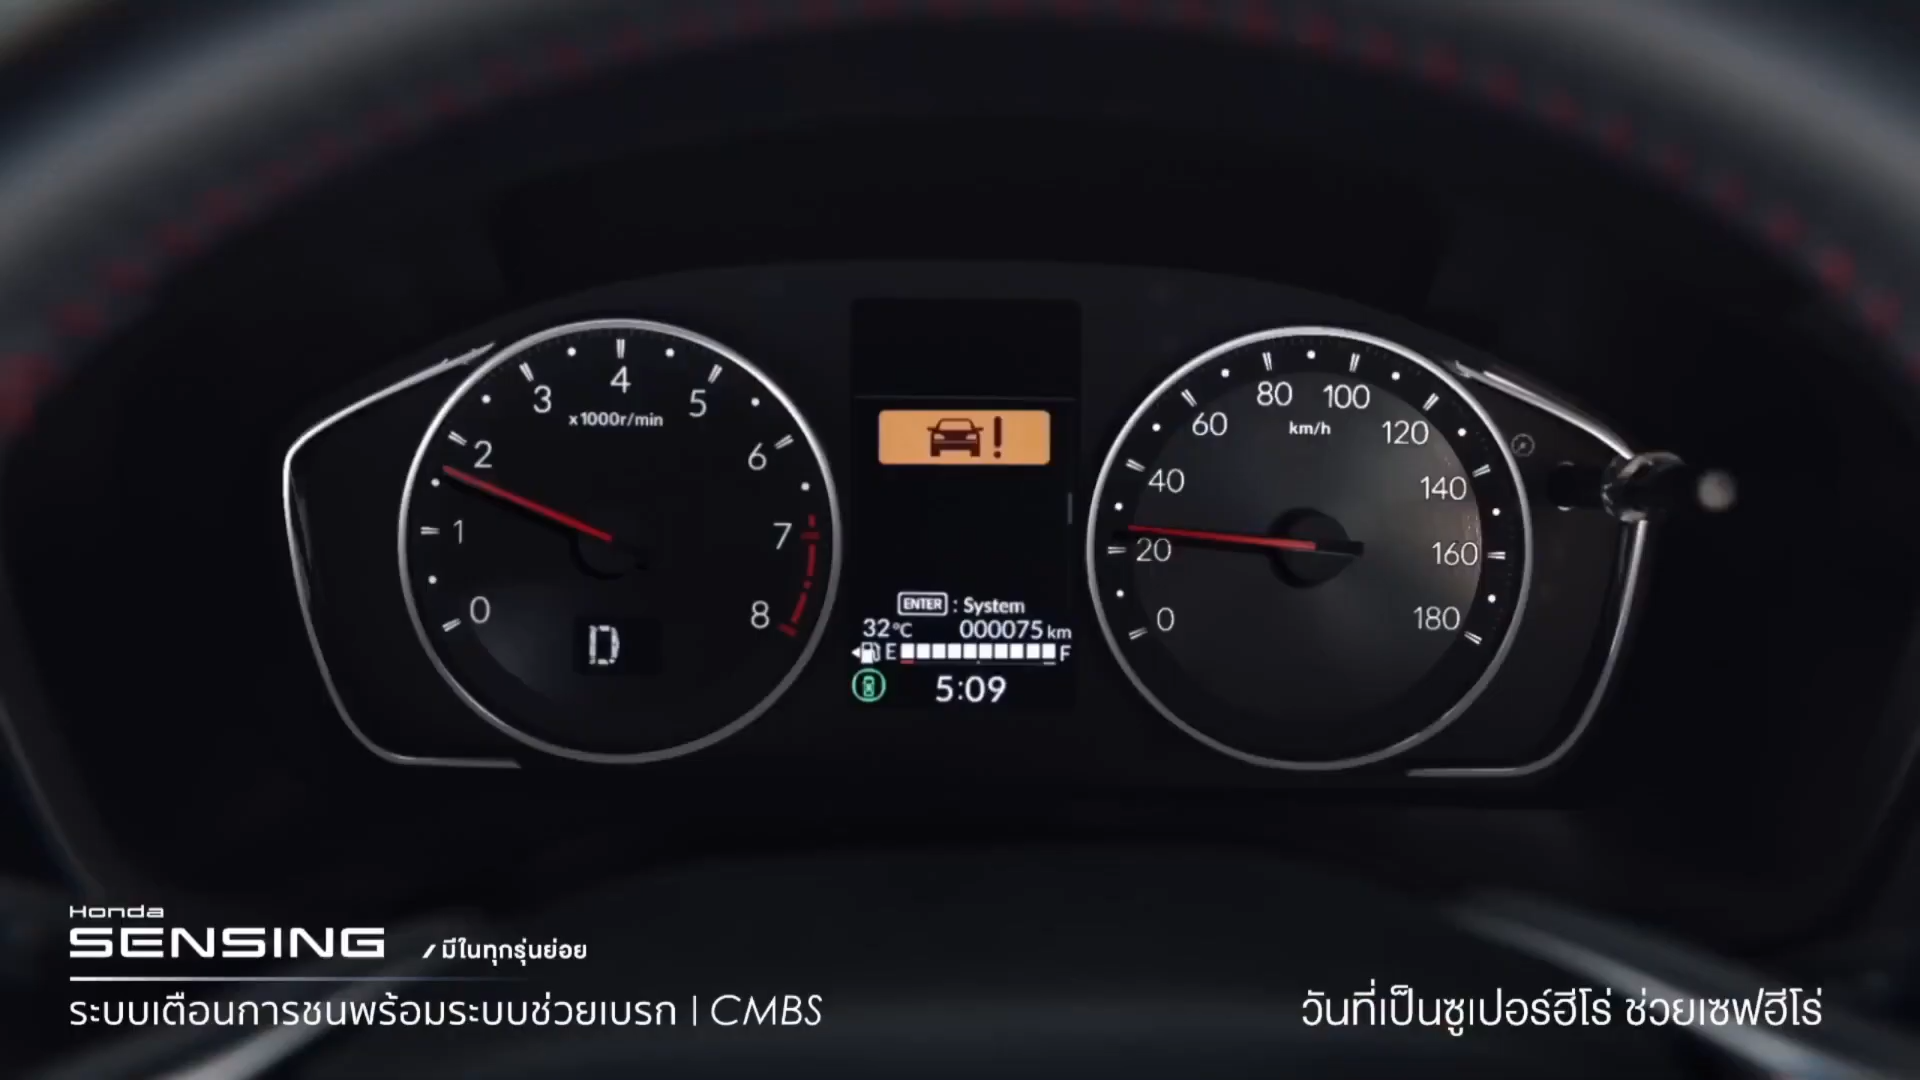 0
1
2
3
4
5
6
7
8
x1000r/min
D
!
ENTER : System
32°C 000075 km
E F
5:09
0
20
40
60
80
100
120
140
160
180
km/h
Honda
SENSING /มีในทุกรุ่นย่อย
ระบบเตือนการชนพร้อมระบบช่วยเบรก | CMBS
วันที่เป็นซูเปอร์ฮีโร่ ช่วยเซฟฮีโร่